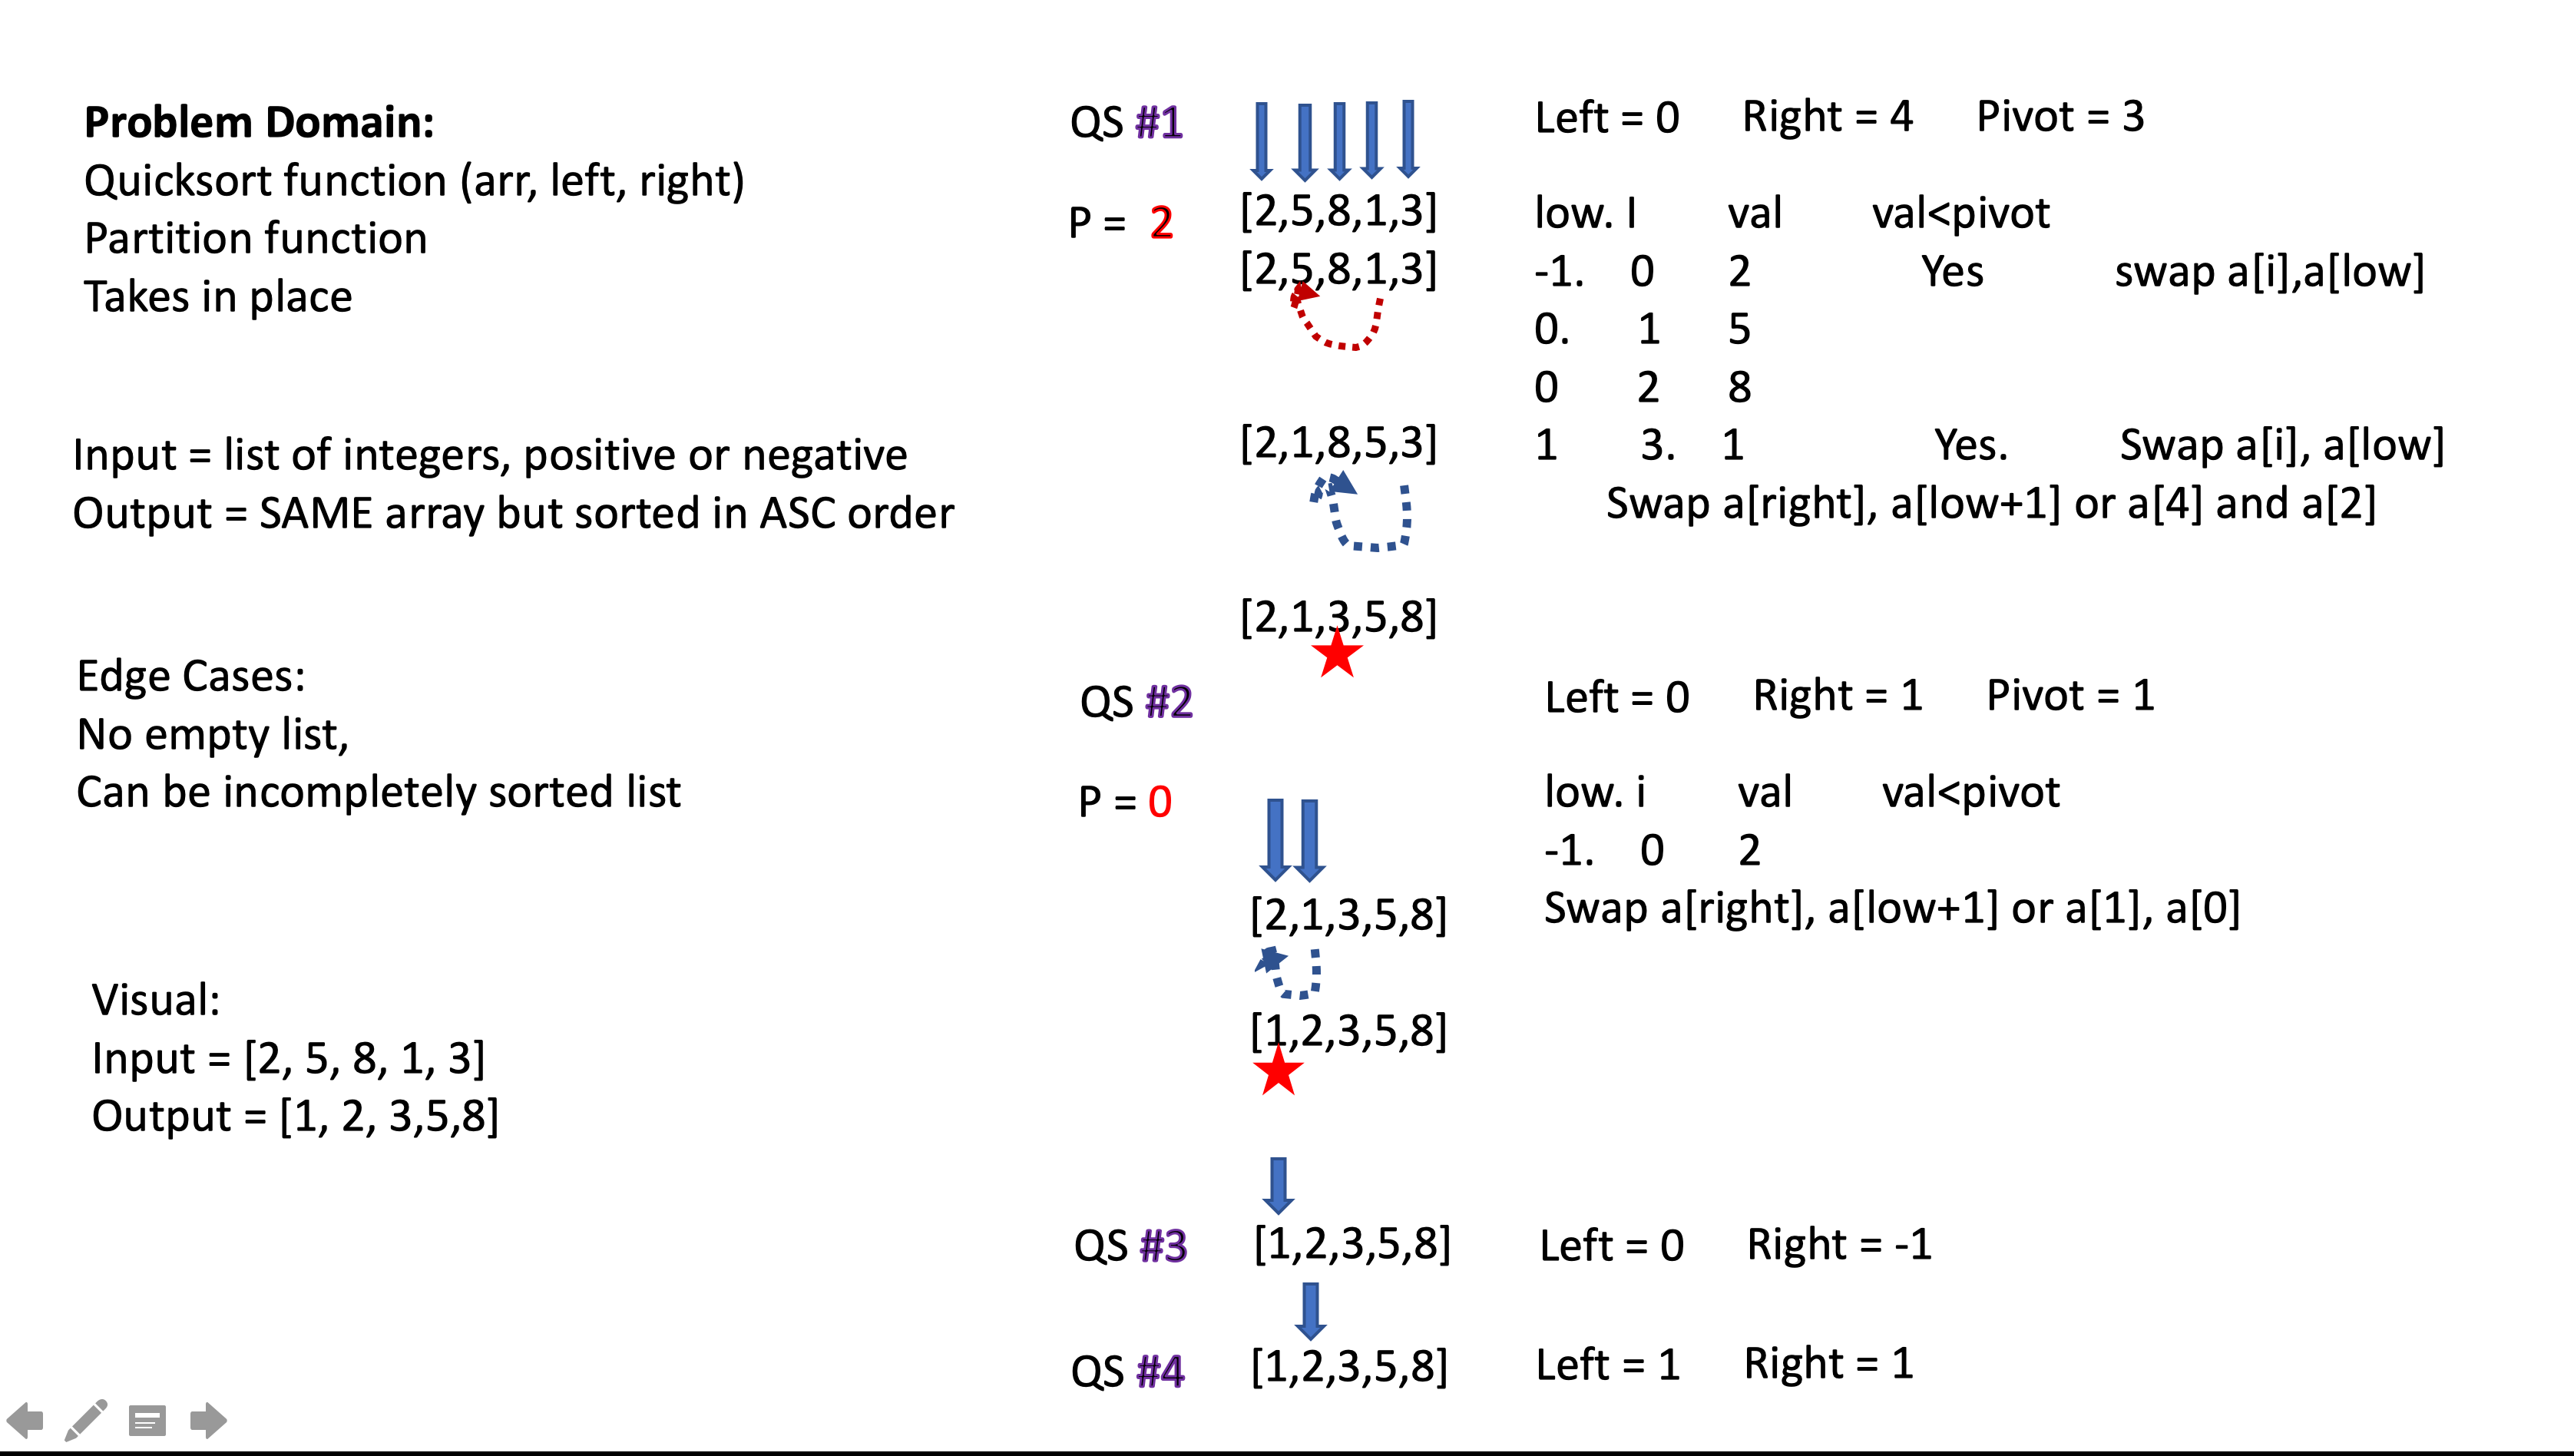 Problem Domain:
Quicksort function (arr, left, right)
Partition function
Takes in place
Input = list of integers, positive or negative
Output = SAME array but sorted in ASC order
Edge Cases:
No empty list,
Can be incompletely sorted list
Visual:
Input = [2, 5, 8, 1, 3]
Output = [1, 2, 3,5,8]
QS #1
Left = 0 Right = 4 Pivot = 3
P = 2
[2,5,8,1,3]
[2,5,8,1,3]
[2,1,8,5,3]
[2,1,3,5,8]
low. I val val<pivot
-1. 0 2 Yes swap a[i],a[low]
0. 1 5
0 2 8
1 3. 1 Yes. Swap a[i], a[low]
Swap a[right], a[low+1] or a[4] and a[2]
QS #2
Left = 0 Right = 1 Pivot = 1
P = 0
[2,1,3,5,8]
[1,2,3,5,8]
low. i val val<pivot
-1. 0 2
Swap a[right], a[low+1] or a[1], a[0]
QS #3 [1,2,3,5,8] Left = 0 Right = -1
QS #4 [1,2,3,5,8] Left = 1 Right = 1